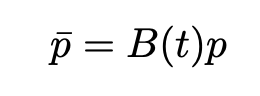 p̄ = B(t)p